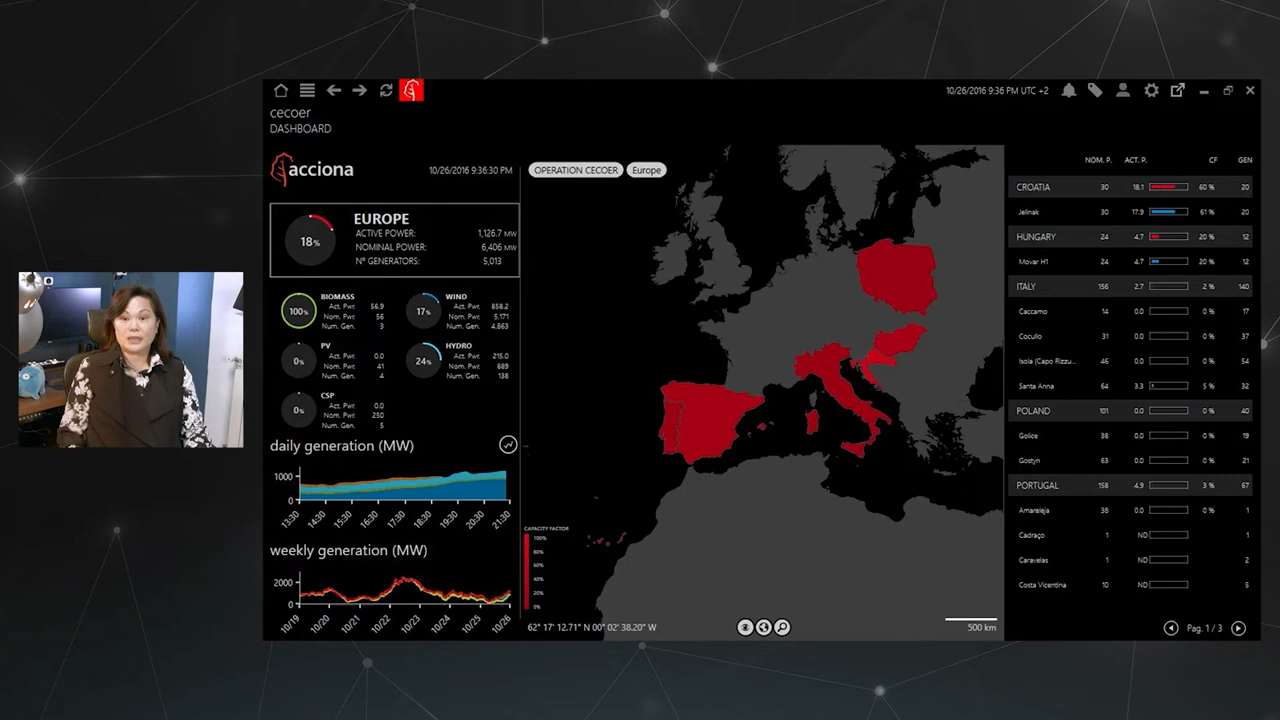 10/26/2016 9:36 PM UTC +2
cecoer
DASHBOARD
acciona
10/26/2016 9:36:30 PM
EUROPE
18%
ACTIVE POWER: 1,126.7 MW
NOMINAL POWER: 6,406 MW
Nº GENERATORS: 5,013
BIOMASS
100%
Act. Pwr. 56.9
Nom. Pwr. 56
Num. Gen. 3
WIND
17%
Act. Pwr. 858.2
Nom. Pwr. 5,171
Num. Gen. 4.863
PV
0%
Act. Pwr. 0.0
Nom. Pwr. 41
Num. Gen. 4
HYDRO
24%
Act. Pwr. 215.0
Nom. Pwr. 889
Num. Gen. 138
CSP
0%
Act. Pwr. 0.0
Nom. Pwr. 250
Num. Gen. 5
daily generation (MW)
1000
0
13:30 14:30 15:30 16:30 17:30 18:30 19:30 20:30 21:30
weekly generation (MW)
2000
0
10/19 10/20 10/21 10/22 10/23 10/24 10/25 10/26
OPERATION CECOER Europe
CAPACITY FACTOR
100%
80%
60%
40%
20%
0%
62° 17' 12.71" N 00° 02' 38.20" W
500 km
NOM. P. ACT. P. CF GEN
CROATIA 30 18.1 60 % 20
Jelinak 30 17.9 61 % 20
HUNGARY 24 4.7 20 % 12
Movar H1 24 4.7 20 % 12
ITALY 156 2.7 2 % 140
Caccamo 14 0.0 0 % 17
Cocullo 31 0.0 0 % 37
Isola (Capo Rizzu... 46 0.0 0 % 54
Santa Anna 64 3.3 5 % 32
POLAND 101 0.0 0 % 40
Golice 38 0.0 0 % 19
Gostyn 63 0.0 0 % 21
PORTUGAL 158 4.9 3 % 67
Amareleja 38 0.0 0 % 1
Cadraço 1 ND 1
Caravelas 1 ND 2
Costa Vicentina 10 ND 5
Pag. 1 / 3